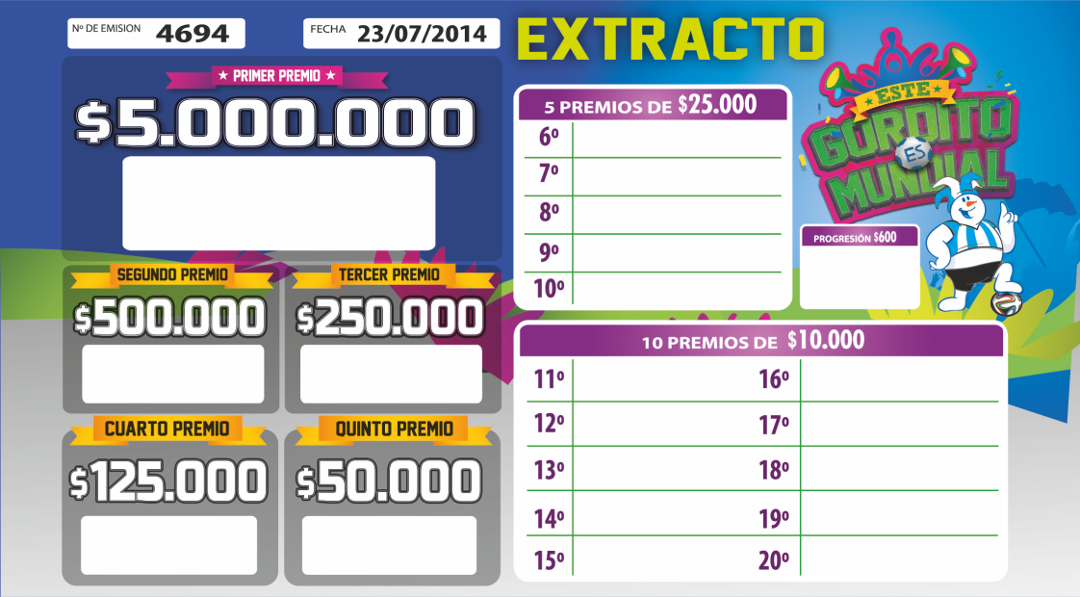 Nº DE EMISION 4694
FECHA 23/07/2014
EXTRACTO
PRIMER PREMIO
$5.000.000
SEGUNDO PREMIO
$500.000
TERCER PREMIO
$250.000
CUARTO PREMIO
$125.000
QUINTO PREMIO
$50.000
5 PREMIOS DE $25.000
6º
7º
8º
9º
10º
ESTE
GORDITO
ES
MUNDIAL
PROGRESIÓN $600
10 PREMIOS DE $10.000
11º
12º
13º
14º
15º
16º
17º
18º
19º
20º